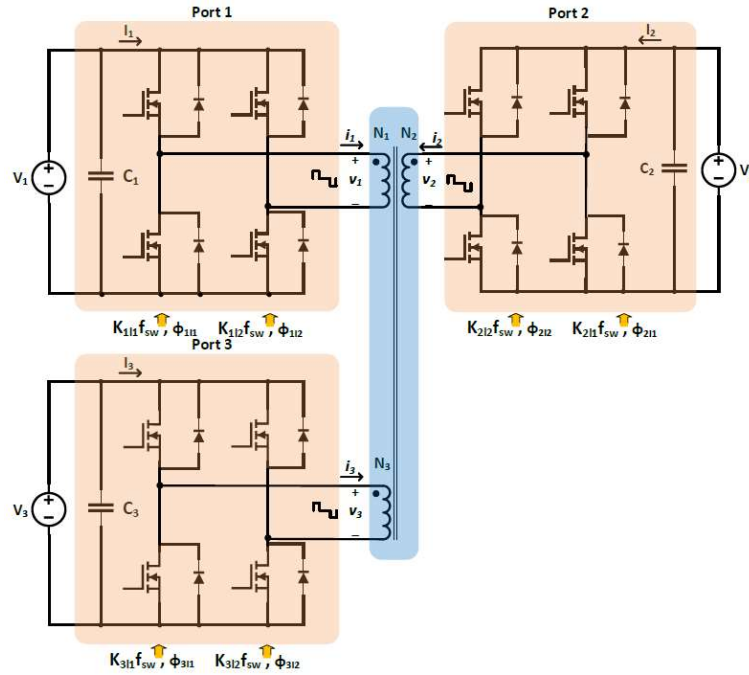 Port 1
Port 2
I₁
I₂
V₁
C₁
i₁
N₁
N₂
i₂
+
v₁
−
+
v₂
−
C₂
V
K₁ₗ₁fsw, ϕ₁ₗ₁
K₁ₗ₂fsw, ϕ₁ₗ₂
K₂ₗ₂fsw, ϕ₂ₗ₂
K₂ₗ₁fsw, ϕ₂ₗ₁
Port 3
I₃
V₃
C₃
i₃
N₃
+
v₃
−
K₃ₗ₁fsw, ϕ₃ₗ₁
K₃ₗ₂fsw, ϕ₃ₗ₂